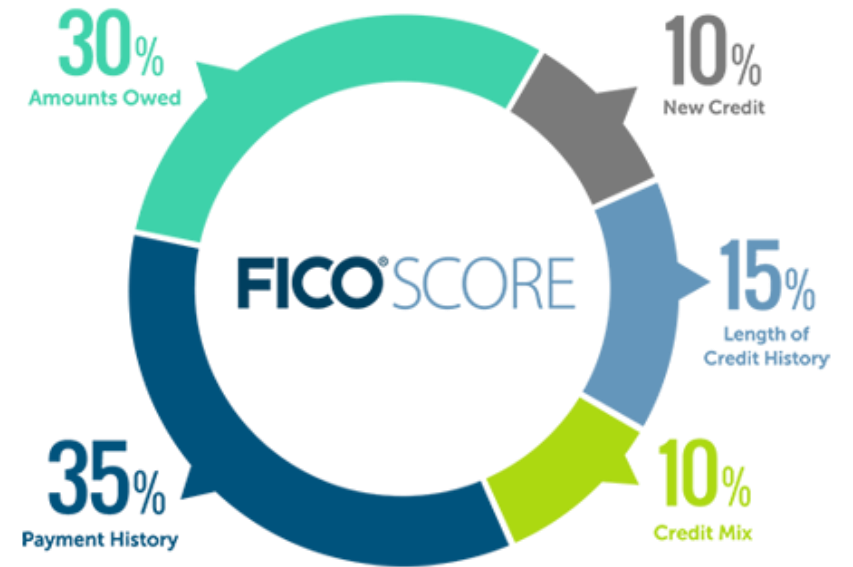 30%
Amounts Owed
10%
New Credit
FICO® SCORE
15%
Length of
Credit History
35%
Payment History
10%
Credit Mix